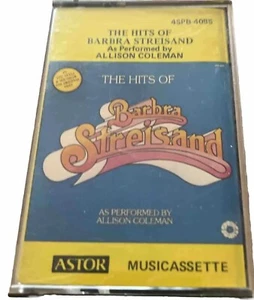 4SPB-4055
THE HITS OF
BARBRA STREISAND
As Performed by
ALLISON COLEMAN
THE HITS OF
Barbra
Streisand
AS PERFORMED BY
ALLISON COLEMAN
ASTOR MUSICASSETTE